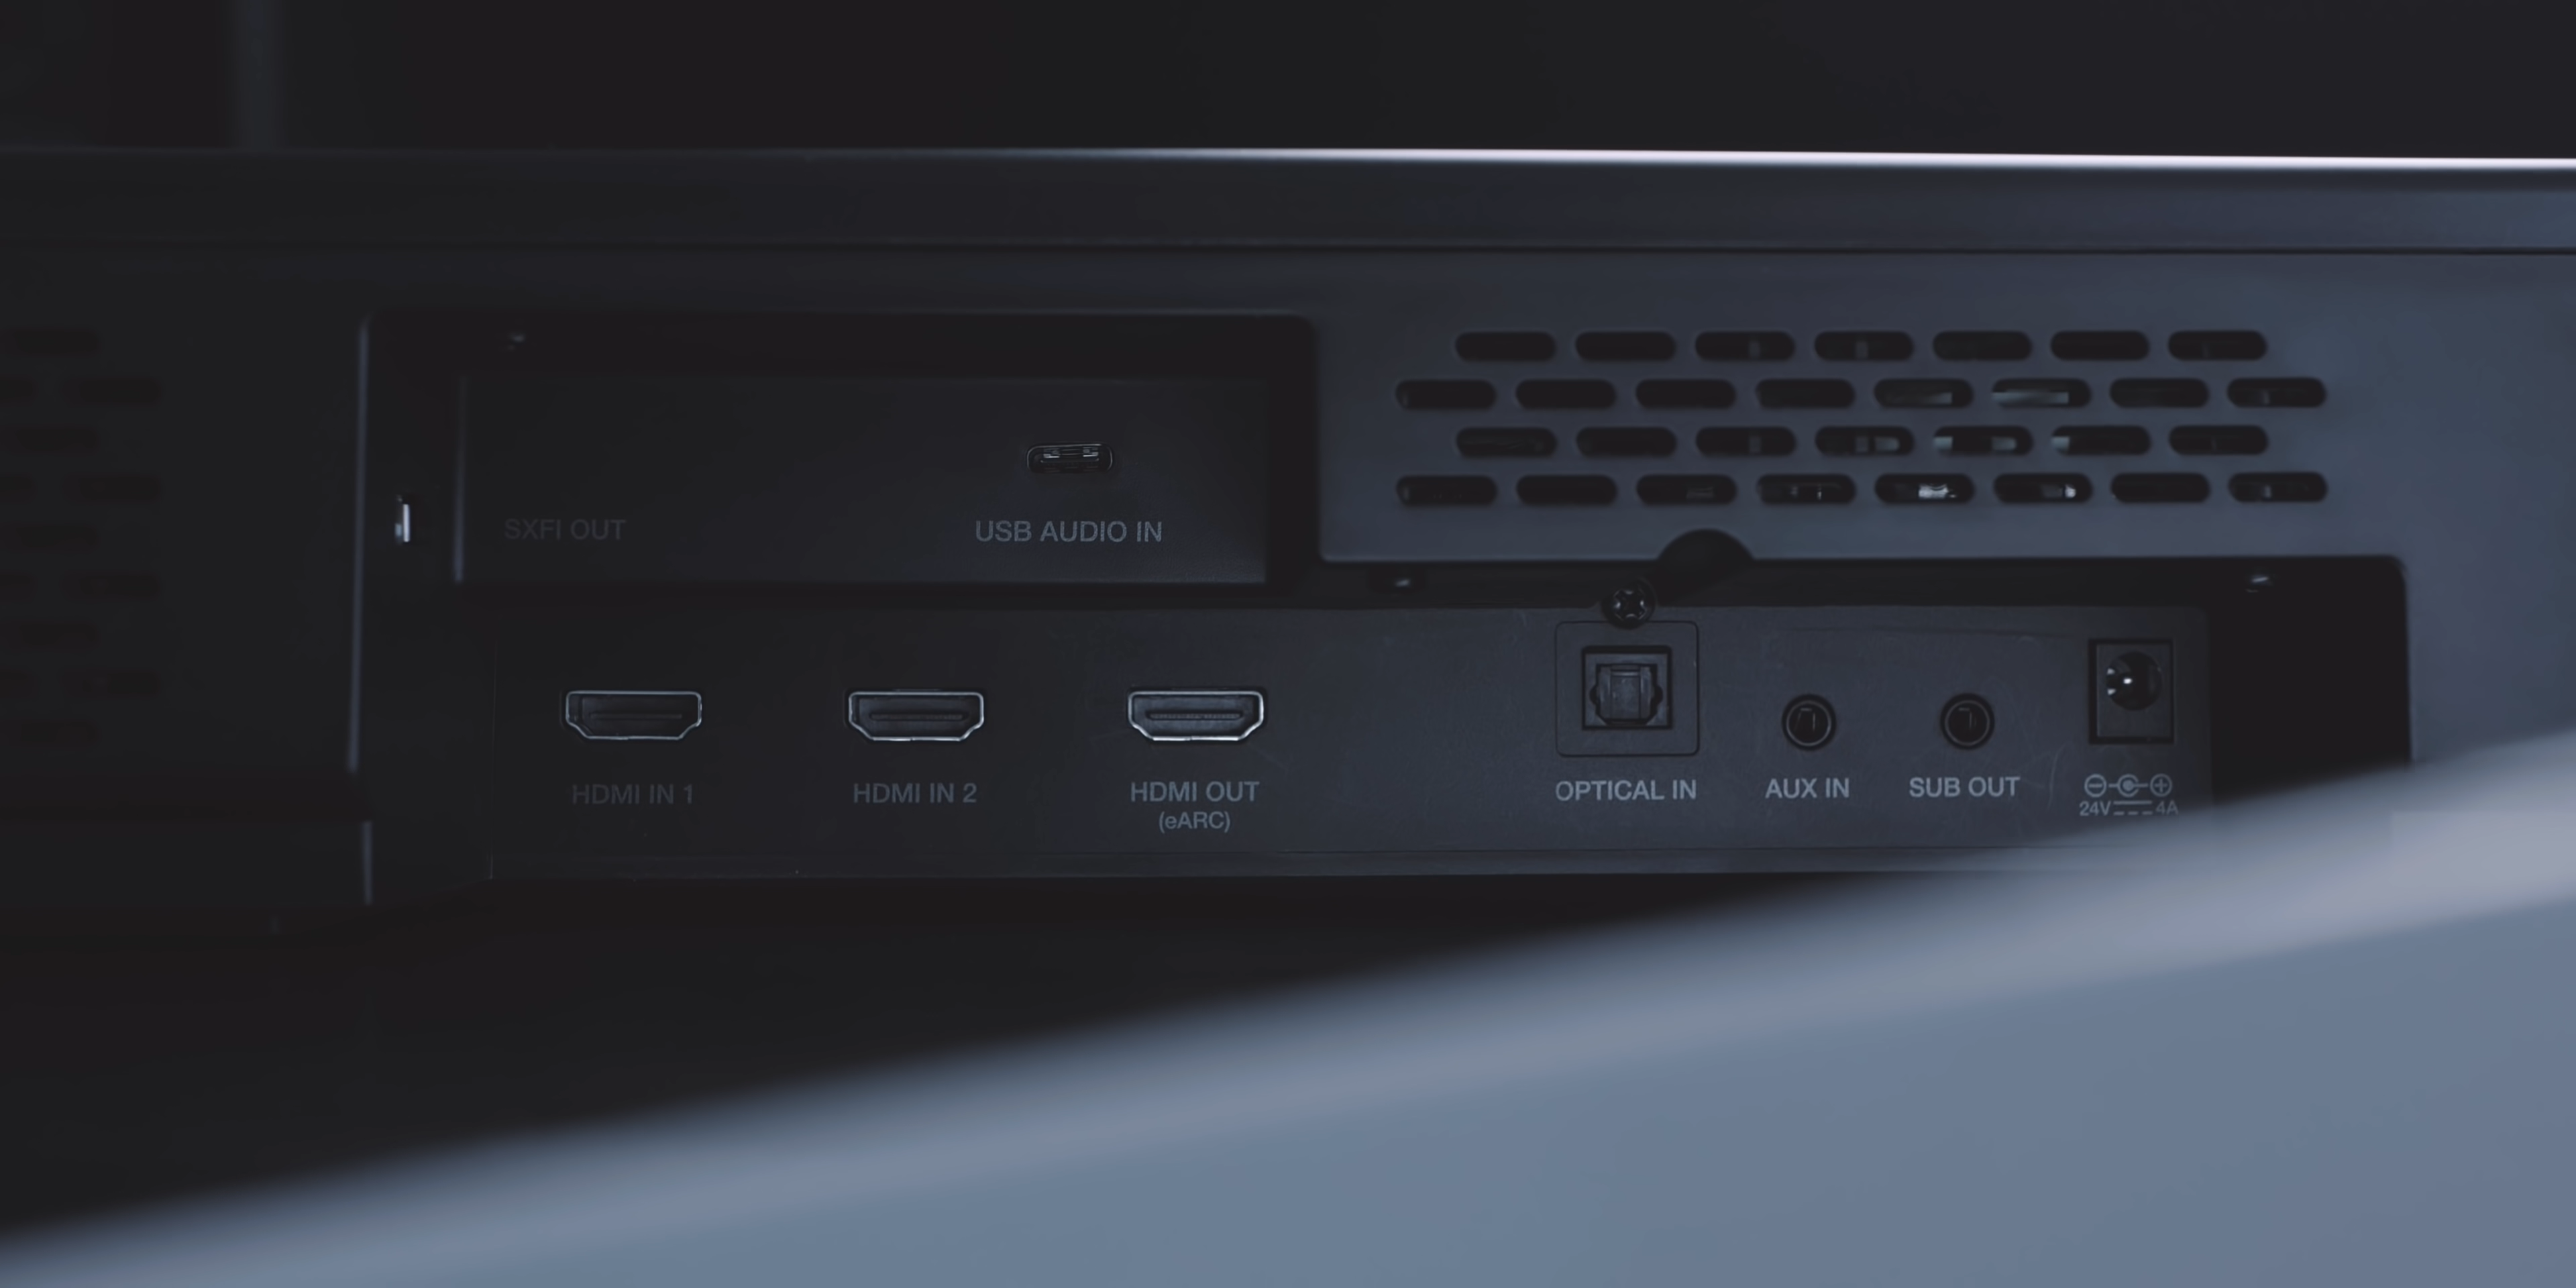 SXFI OUT
USB AUDIO IN
HDMI IN 1
HDMI IN 2
HDMI OUT
(eARC)
OPTICAL IN
AUX IN
SUB OUT
24V 4A